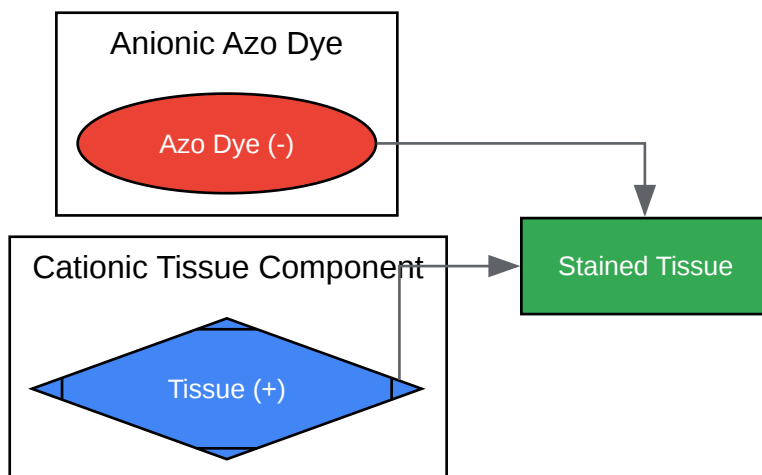 Anionic Azo Dye
Azo Dye (-)
Cationic Tissue Component
Stained Tissue
Tissue (+)